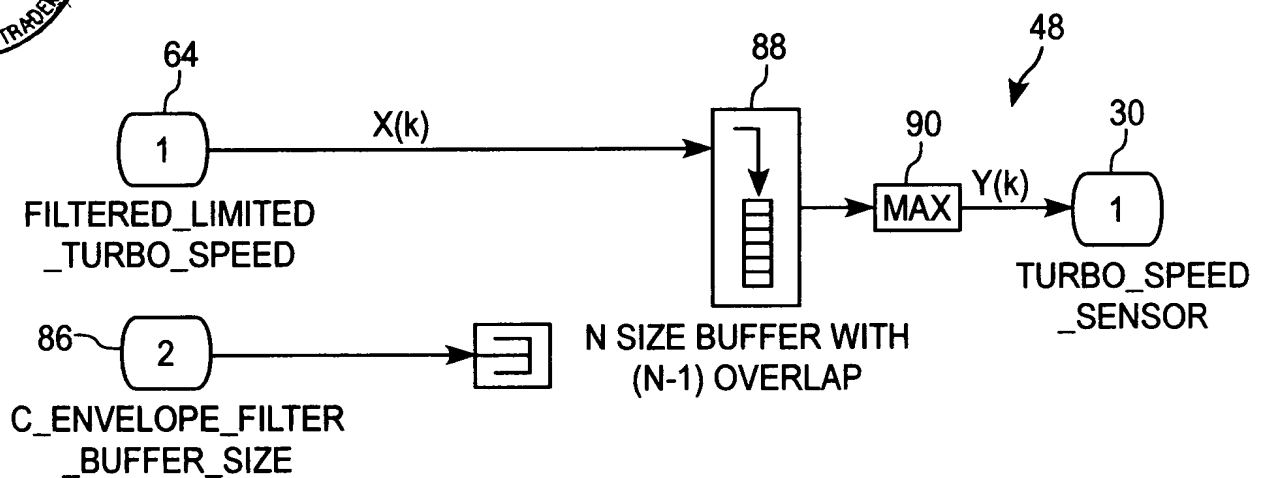 TRADE
48
64
88
X(k)
90
30
1
MAX
Y(k)
1
FILTERED_LIMITED
_TURBO_SPEED
TURBO_SPEED
_SENSOR
86
2
N SIZE BUFFER WITH
(N-1) OVERLAP
C_ENVELOPE_FILTER
_BUFFER_SIZE